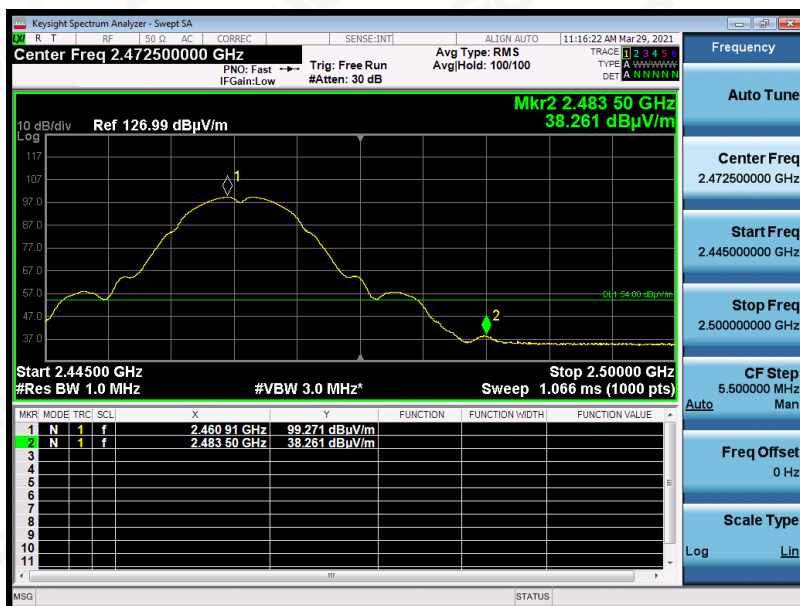 Keysight Spectrum Analyzer - Swept SA
LXI R T RF 50 Ω AC CORREC SENSE:INT ALIGN AUTO 11:16:22 AM Mar 29, 2021
Center Freq 2.472500000 GHz
PNO: Fast
IFGain:Low
Trig: Free Run
#Atten: 30 dB
Avg Type: RMS
Avg|Hold: 100/100
TRACE 1 2 3 4 5 6
TYPE A WWWWW
DET A N N N N N
Mkr2 2.483 50 GHz
38.261 dBµV/m
10 dB/div Ref 126.99 dBµV/m
Log
117
107
97.0
87.0
77.0
67.0
57.0
47.0
37.0
1
2
DL1 54.00 dBµV/m
Start 2.44500 GHz Stop 2.50000 GHz
#Res BW 1.0 MHz #VBW 3.0 MHz* Sweep 1.066 ms (1000 pts)
MKR MODE TRC SCL X Y FUNCTION FUNCTION WIDTH FUNCTION VALUE
1 N 1 f 2.460 91 GHz 99.271 dBµV/m
2 N 1 f 2.483 50 GHz 38.261 dBµV/m
3
4
5
6
7
8
9
10
11
MSG STATUS
Frequency
Auto Tune
Center Freq
2.472500000 GHz
Start Freq
2.445000000 GHz
Stop Freq
2.500000000 GHz
CF Step
5.500000 MHz
Auto Man
Freq Offset
0 Hz
Scale Type
Log Lin